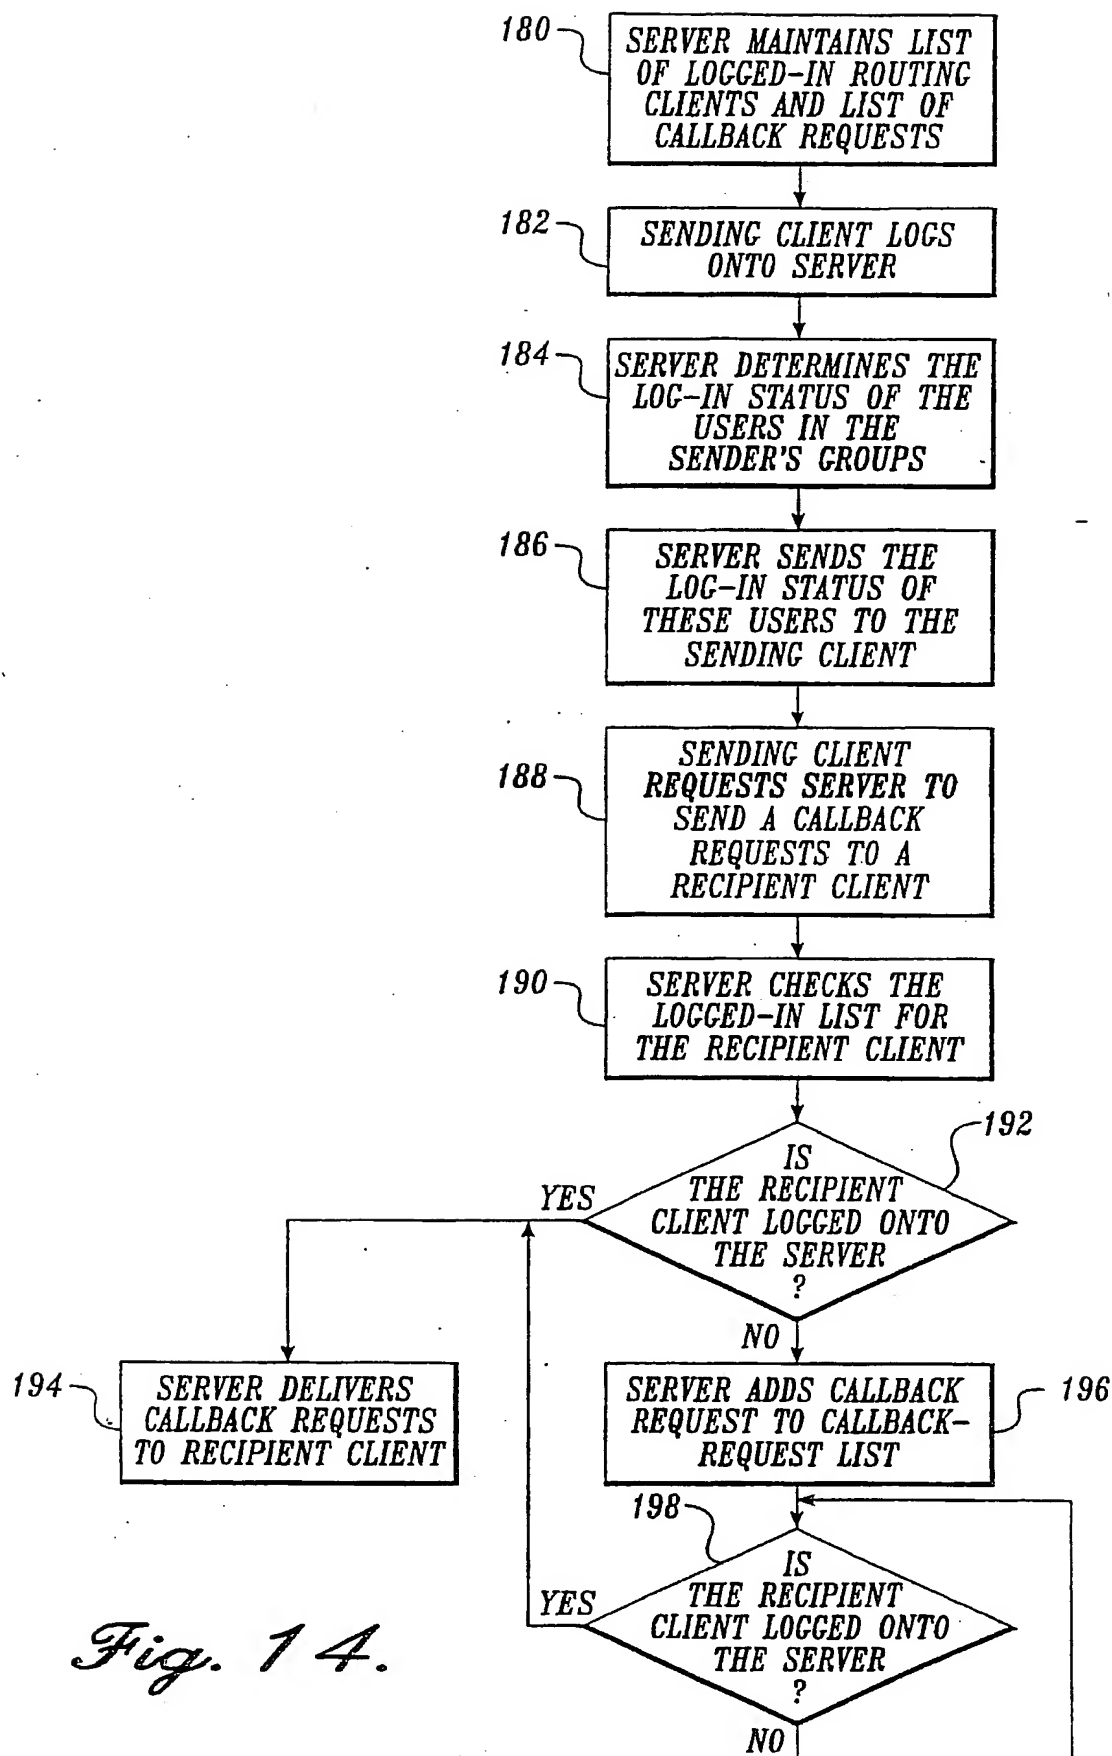 180
SERVER MAINTAINS LIST
OF LOGGED-IN ROUTING
CLIENTS AND LIST OF
CALLBACK REQUESTS
182
SENDING CLIENT LOGS
ONTO SERVER
184
SERVER DETERMINES THE
LOG-IN STATUS OF THE
USERS IN THE
SENDER'S GROUPS
186
SERVER SENDS THE
LOG-IN STATUS OF
THESE USERS TO THE
SENDING CLIENT
188
SENDING CLIENT
REQUESTS SERVER TO
SEND A CALLBACK
REQUESTS TO A
RECIPIENT CLIENT
190
SERVER CHECKS THE
LOGGED-IN LIST FOR
THE RECIPIENT CLIENT
192
IS
THE RECIPIENT
CLIENT LOGGED ONTO
THE SERVER
?
YES
NO
194
SERVER DELIVERS
CALLBACK REQUESTS
TO RECIPIENT CLIENT
SERVER ADDS CALLBACK
REQUEST TO CALLBACK-
REQUEST LIST
196
198
IS
THE RECIPIENT
CLIENT LOGGED ONTO
THE SERVER
?
YES
NO
Fig. 14.